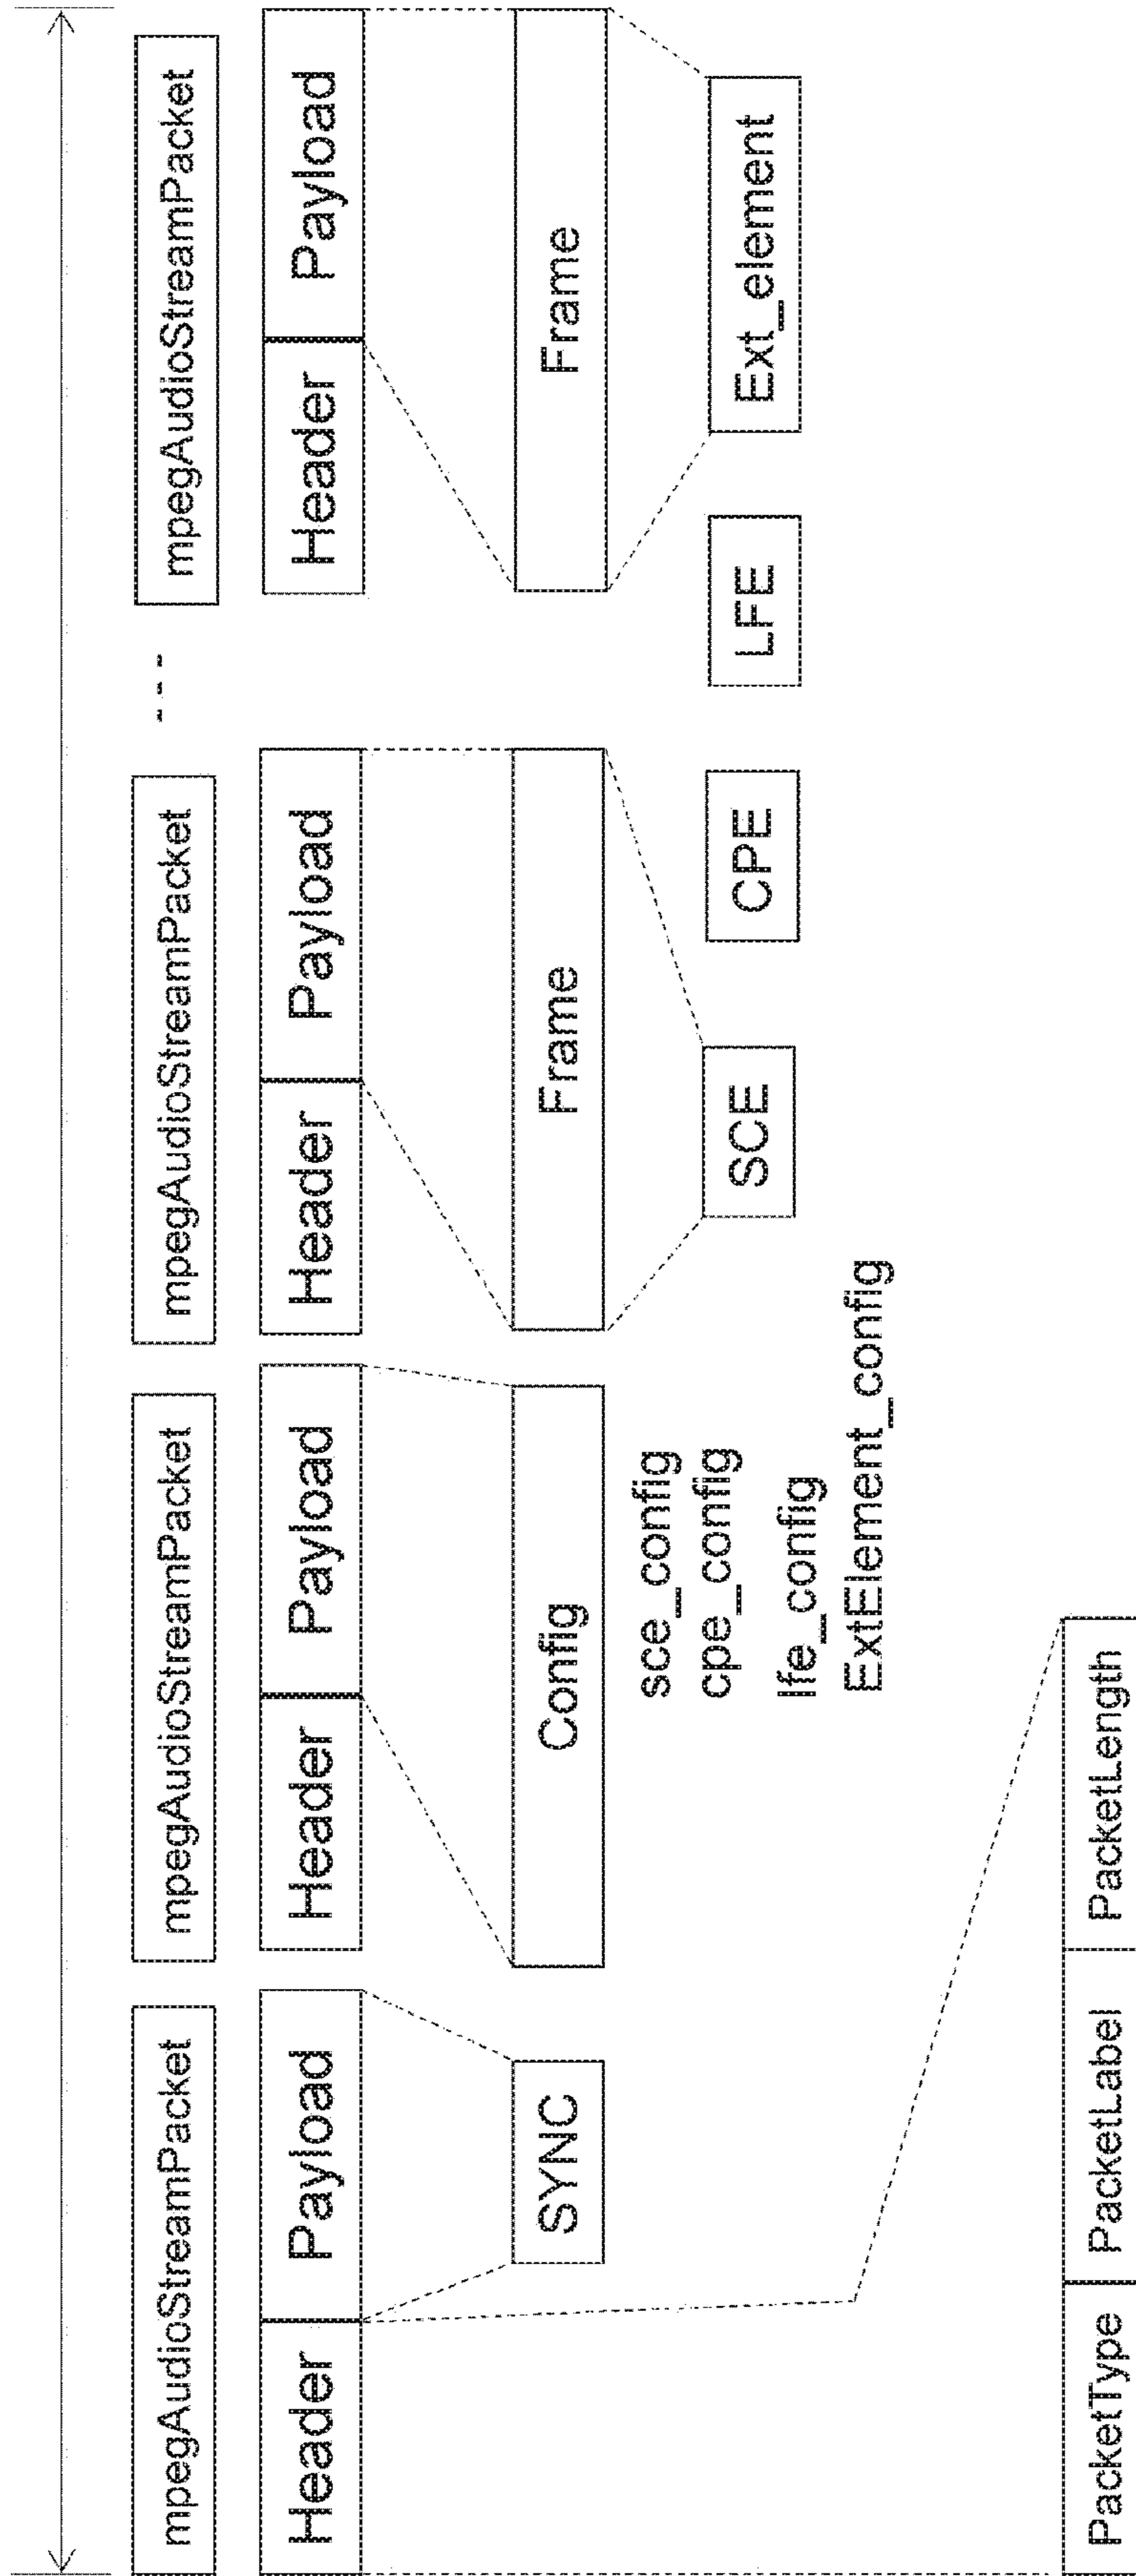 mpegAudioStreamPacket mpegAudioStreamPacket mpegAudioStreamPacket - - - mpegAudioStreamPacket
Header Payload Header Payload Header Payload Header Payload
SYNC Config Frame Frame
sce_config
cpe_config
lfe_config
ExtElement_config
SCE CPE LFE Ext_element
PacketType PacketLabel PacketLength